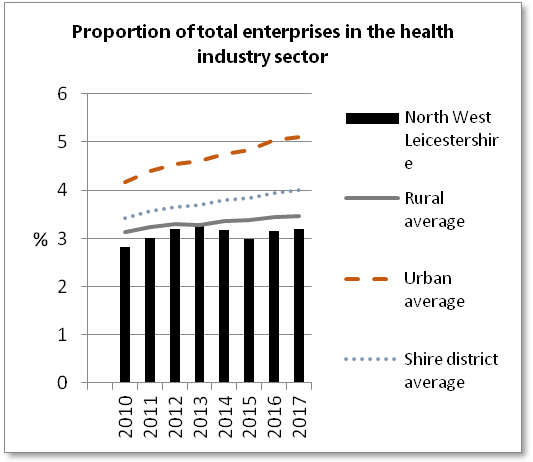 Proportion of total enterprises in the health
industry sector
6
5
4
3
2
1
0
%
2010
2011
2012
2013
2014
2015
2016
2017
North West
Leicestershir
e
Rural
average
Urban
average
Shire district
average